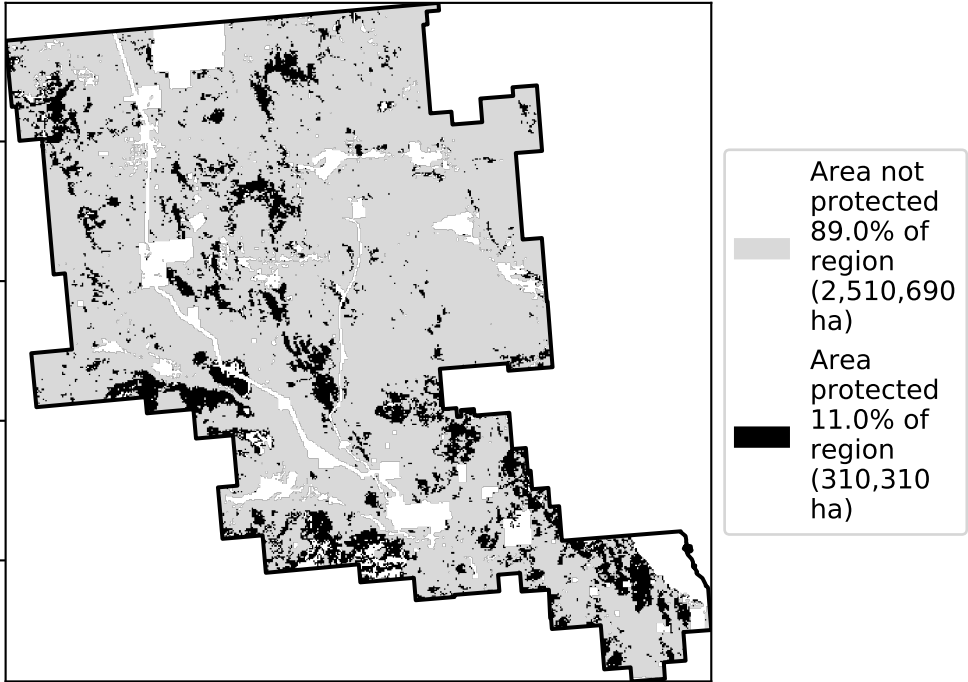 Area not
protected
89.0% of
region
(2,510,690
ha)
Area
protected
11.0% of
region
(310,310
ha)